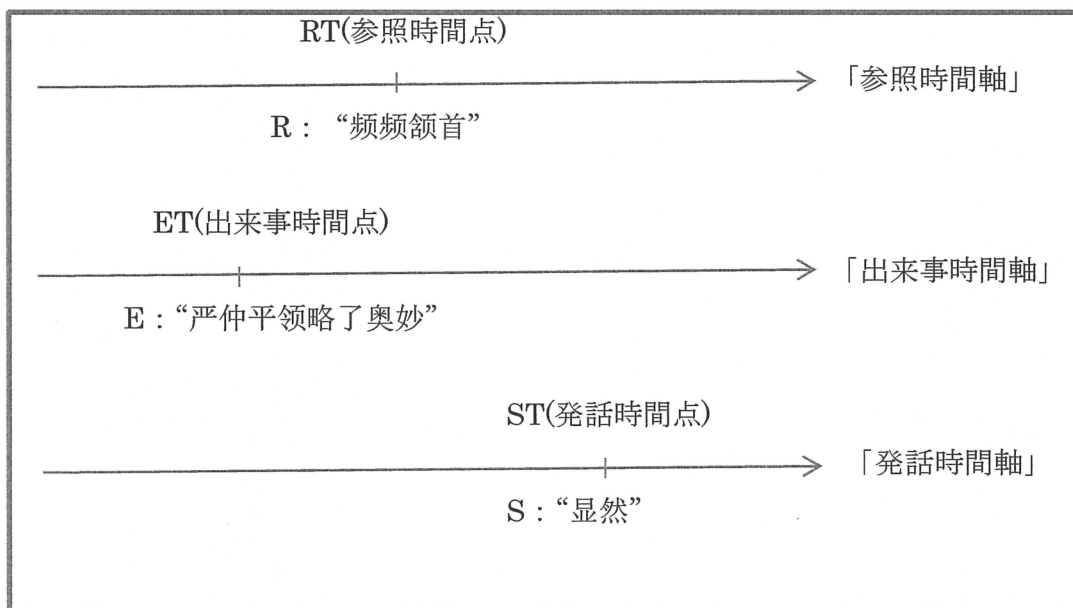 RT(参照時間点)
「参照時間軸」
R： “频频颔首”
ET(出来事時間点)
「出来事時間軸」
E：“严仲平领略了奥妙”
ST(発話時間点)
「発話時間軸」
S：“显然”